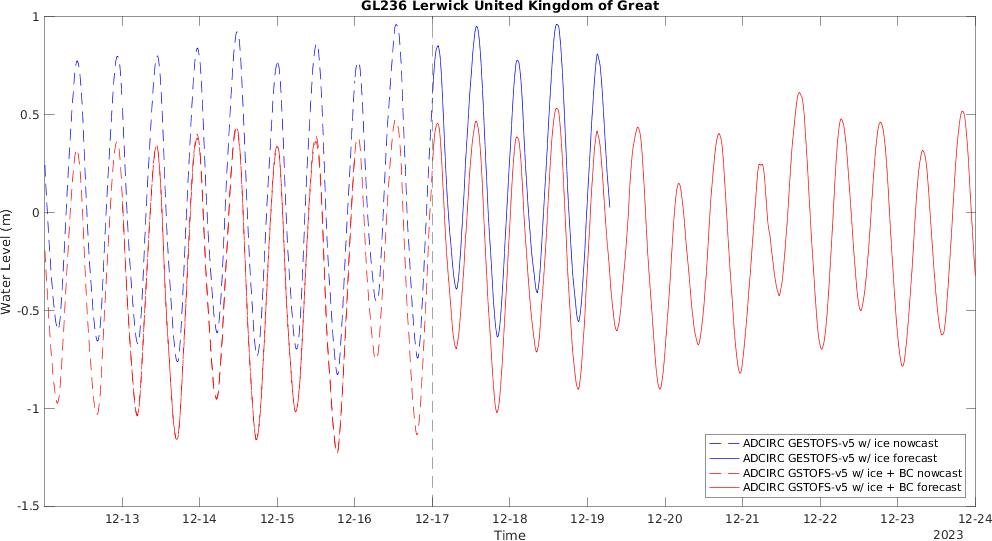 GL236 Lerwick United Kingdom of Great
Water Level (m)
1
0.5
0
-0.5
-1
-1.5
12-13 12-14 12-15 12-16 12-17 12-18 12-19 12-20 12-21 12-22 12-23 12-24
Time
2023
ADCIRC GESTOFS-v5 w/ ice nowcast
ADCIRC GESTOFS-v5 w/ ice forecast
ADCIRC GSTOFS-v5 w/ ice + BC nowcast
ADCIRC GSTOFS-v5 w/ ice + BC forecast